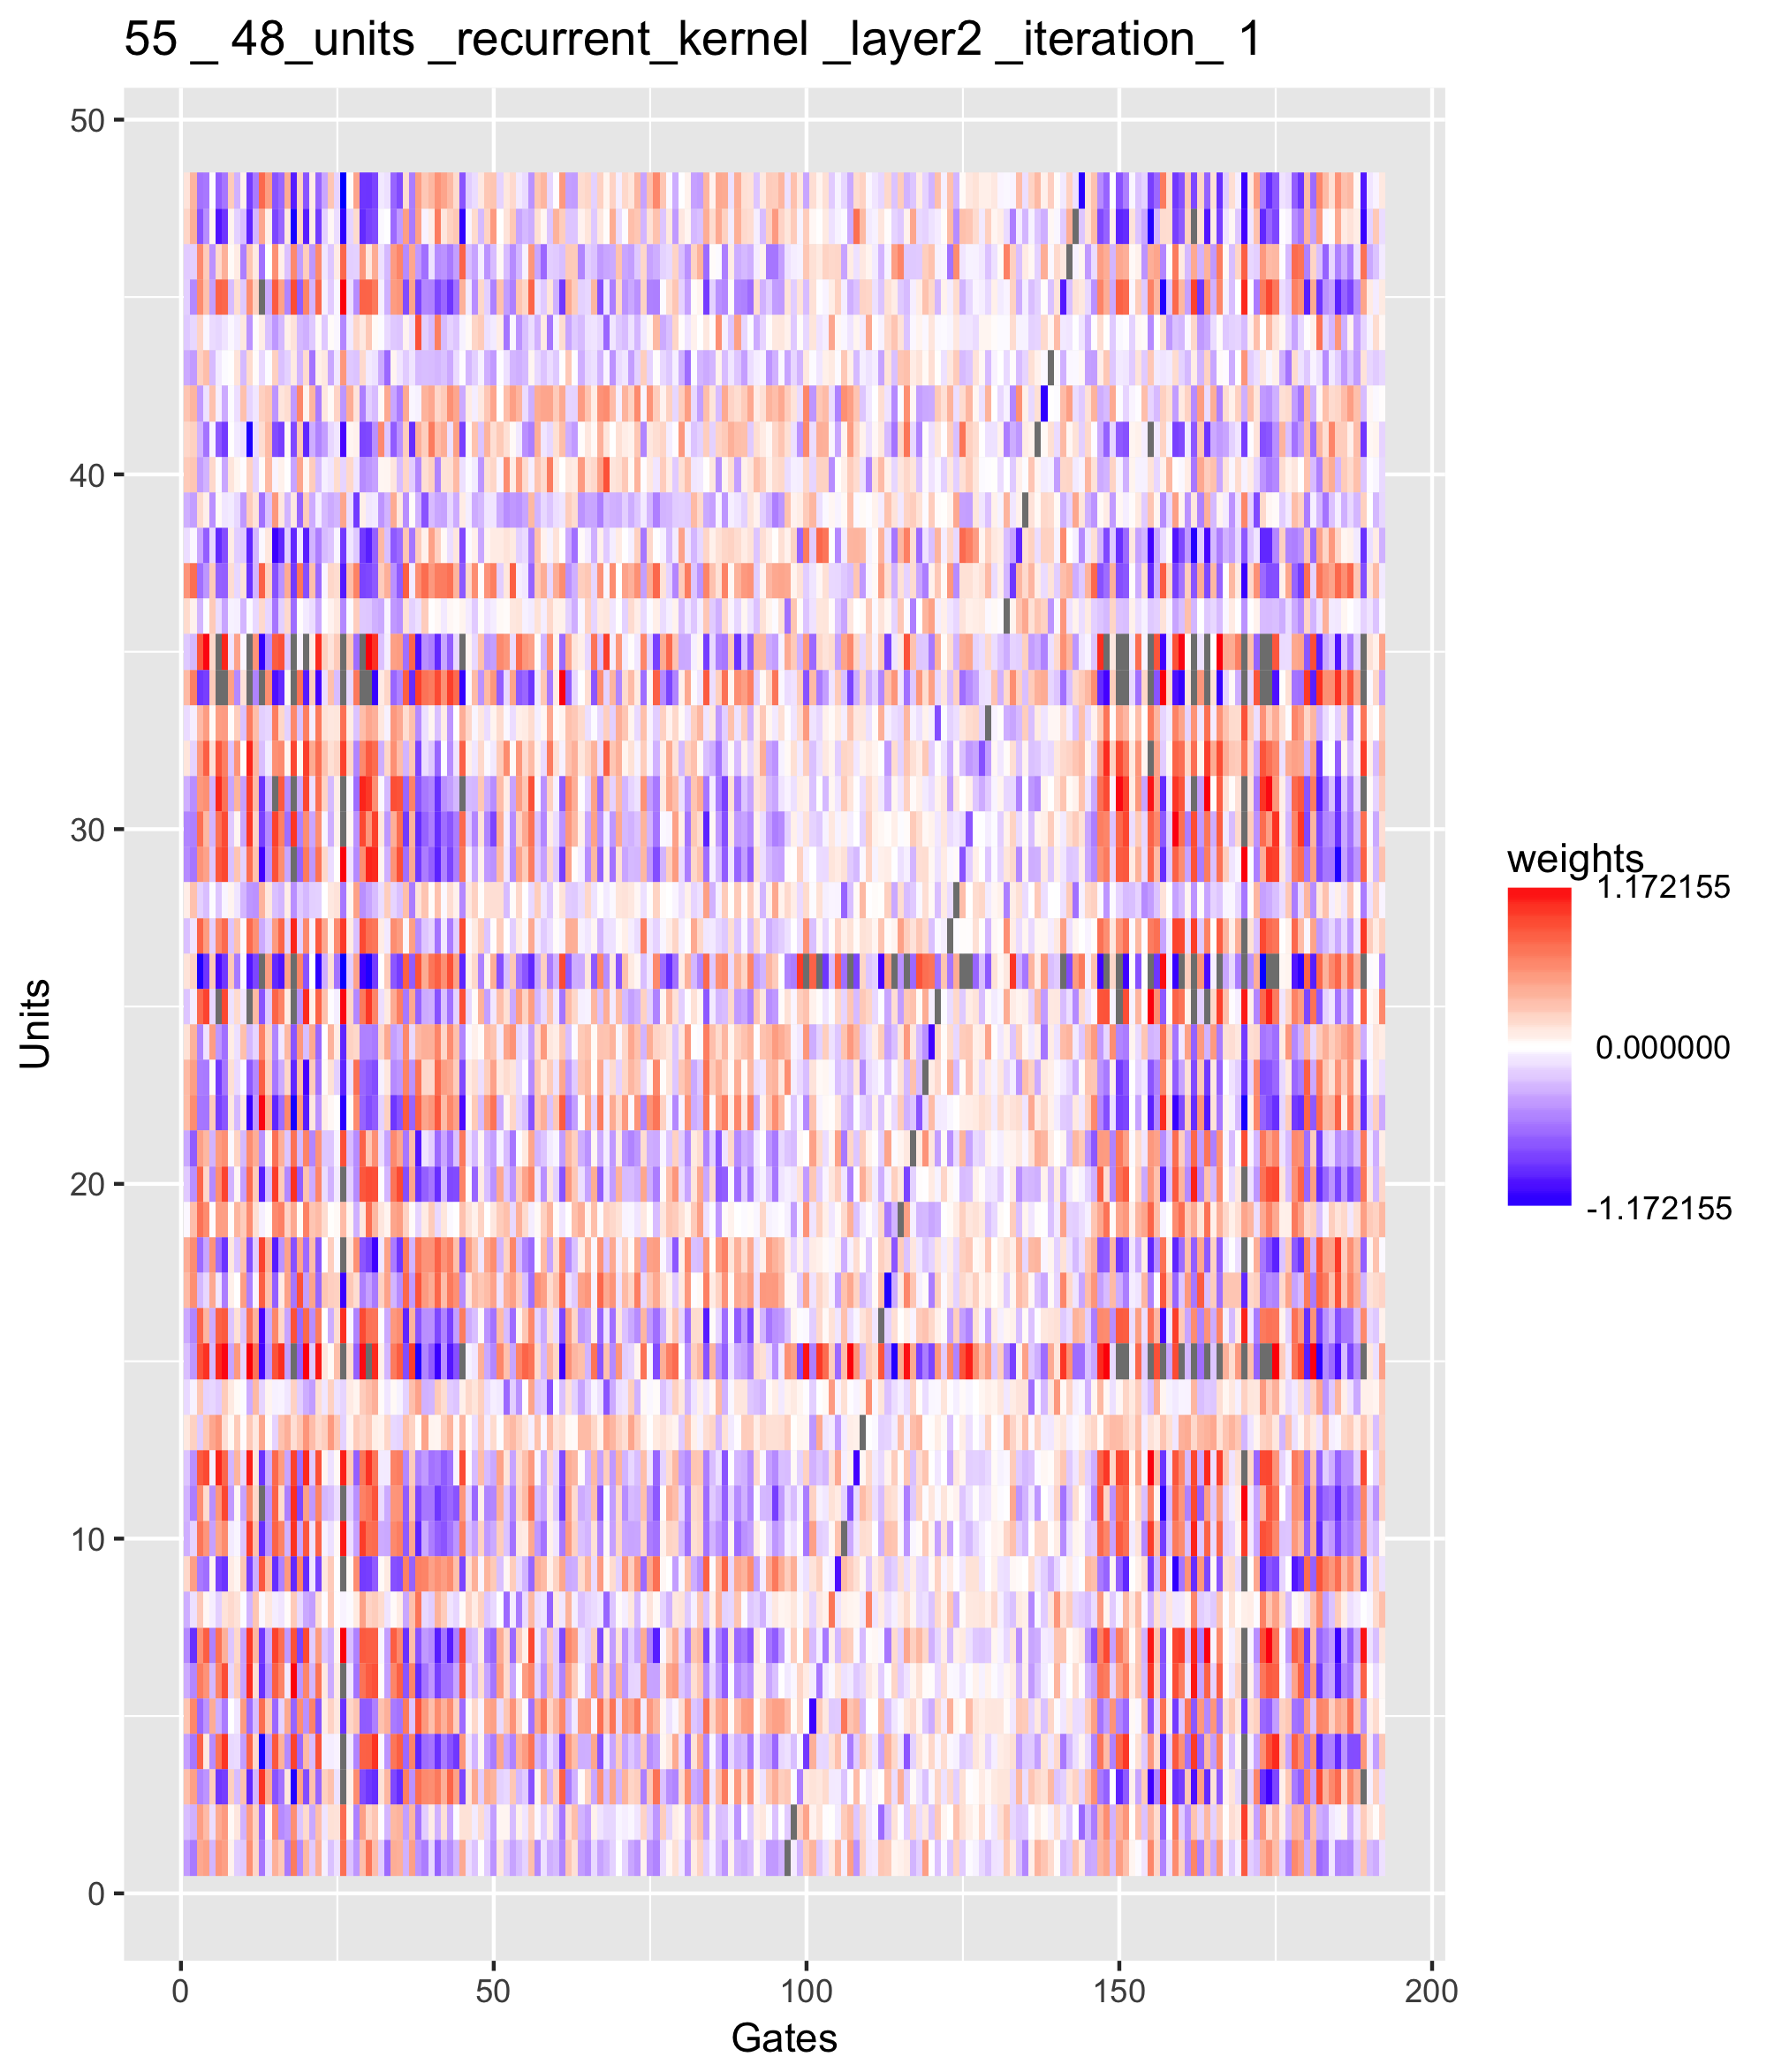 55 _ 48_units _recurrent_kernel _layer2 _iteration_ 1
50
40
30
20
10
0
Units
0 50 100 150 200
Gates
weights
1.172155
0.000000
-1.172155